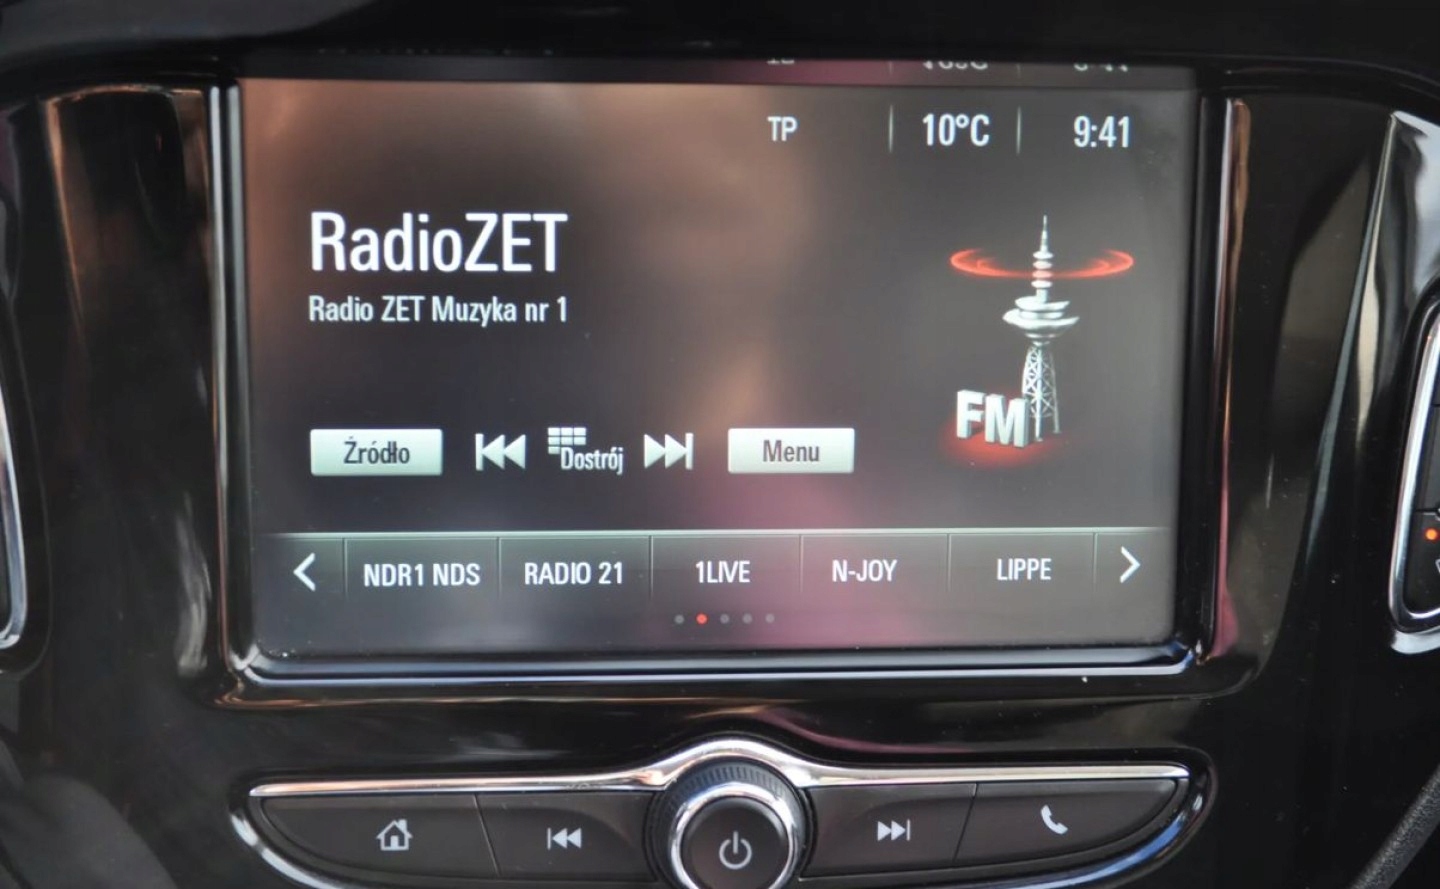 TP 10°C 9:41
RadioZET
Radio ZET Muzyka nr 1
FM
Źródło Dostrój Menu
NDR1 NDS RADIO 21 1LIVE N-JOY LIPPE